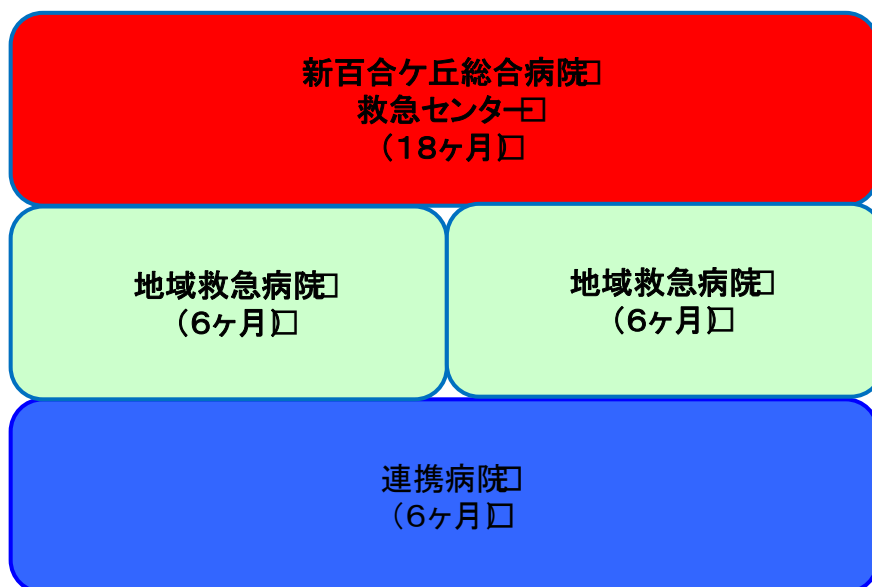 新百合ケ丘総合病院
救急センター
（18ヶ月）
地域救急病院
（6ヶ月）
地域救急病院
（6ヶ月）
連携病院
（6ヶ月）